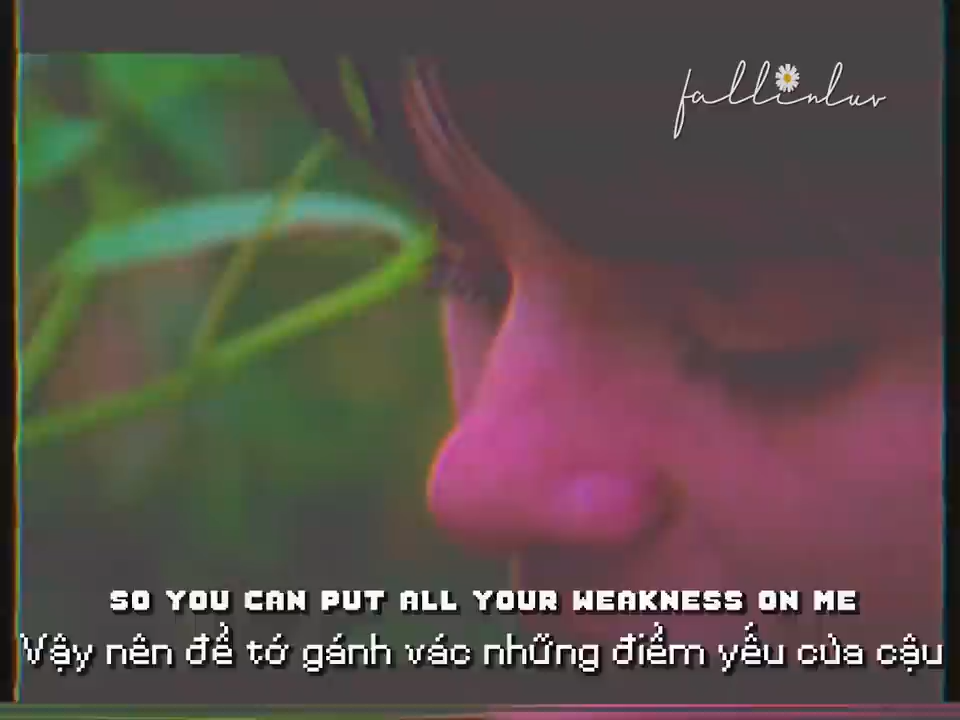 fallinluv
SO YOU CAN PUT ALL YOUR WEAKNESS ON ME
Vậy nên để tớ gánh vác những điểm yếu của cậu